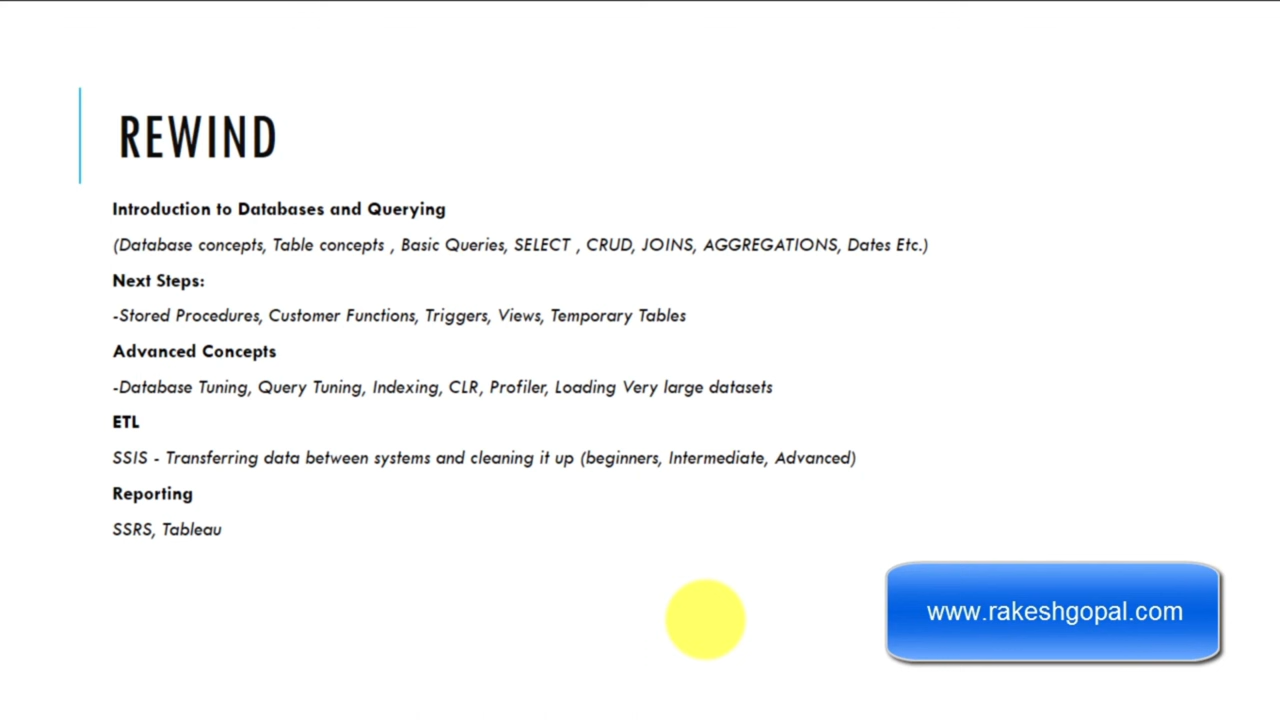 REWIND
Introduction to Databases and Querying
(Database concepts, Table concepts , Basic Queries, SELECT , CRUD, JOINS, AGGREGATIONS, Dates Etc.)
Next Steps:
-Stored Procedures, Customer Functions, Triggers, Views, Temporary Tables
Advanced Concepts
-Database Tuning, Query Tuning, Indexing, CLR, Profiler, Loading Very large datasets
ETL
SSIS - Transferring data between systems and cleaning it up (beginners, Intermediate, Advanced)
Reporting
SSRS, Tableau
www.rakeshgopal.com